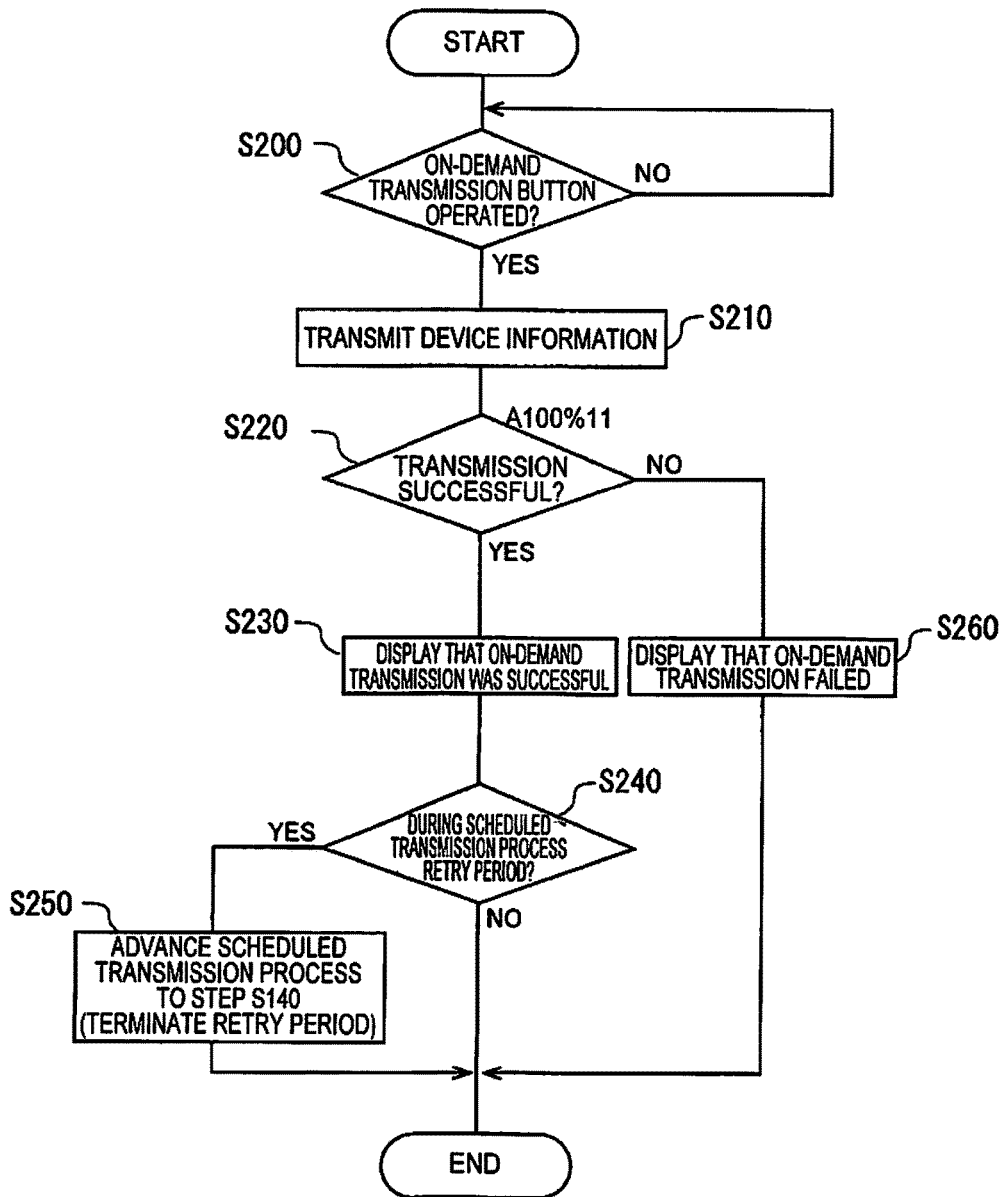 START
S200
ON-DEMAND
TRANSMISSION BUTTON
OPERATED?
NO
YES
TRANSMIT DEVICE INFORMATION
S210
A100%11
S220
TRANSMISSION
SUCCESSFUL?
NO
YES
S230
DISPLAY THAT ON-DEMAND
TRANSMISSION WAS SUCCESSFUL
S260
DISPLAY THAT ON-DEMAND
TRANSMISSION FAILED
S240
DURING SCHEDULED
TRANSMISSION PROCESS
RETRY PERIOD?
YES
NO
S250
ADVANCE SCHEDULED
TRANSMISSION PROCESS
TO STEP S140
(TERMINATE RETRY PERIOD)
END